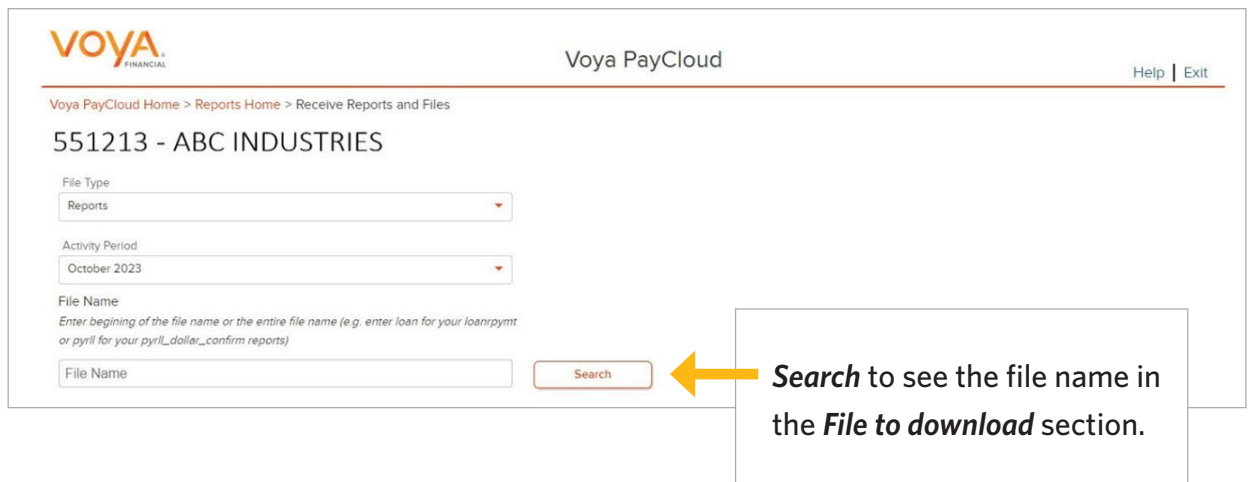 VOYA
FINANCIAL
Voya PayCloud
Help | Exit
Voya PayCloud Home > Reports Home > Receive Reports and Files
551213 - ABC INDUSTRIES
File Type
Reports
Activity Period
October 2023
File Name
Enter begining of the file name or the entire file name (e.g. enter loan for your loanrpymt
or pyrll for your pyrll_dollar_confirm reports)
File Name
Search
Search to see the file name in
the File to download section.